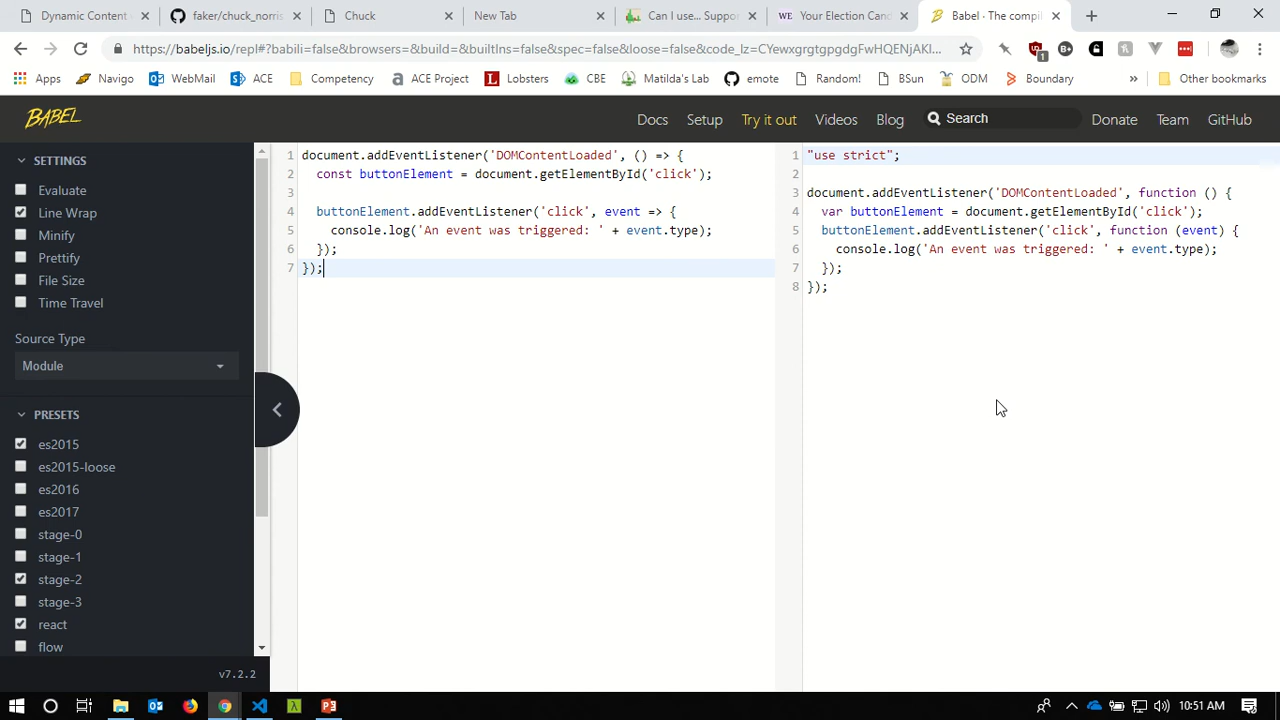 Dynamic Content
faker/chuck_norris
Chuck
New Tab
Can I use... Suppor
WE Your Election Cand
Babel · The compil
https://babeljs.io/repl#?babili=false&browsers=&build=&builtIns=false&spec=false&loose=false&code_lz=CYewxgrgtgpgdgFwHQENjAKl...
1
Apps
Navigo
WebMail
ACE
Competency
ACE Project
Lobsters
CBE
Matilda's Lab
emote
Random!
BSun
ODM
Boundary
»
Other bookmarks
BABEL
Docs
Setup
Try it out
Videos
Blog
Search
Donate
Team
GitHub
SETTINGS
Evaluate
Line Wrap
Minify
Prettify
File Size
Time Travel
Source Type
Module
PRESETS
es2015
es2015-loose
es2016
es2017
stage-0
stage-1
stage-2
stage-3
react
flow
v7.2.2
1 document.addEventListener('DOMContentLoaded', () => {
2 const buttonElement = document.getElementById('click');
3
4 buttonElement.addEventListener('click', event => {
5 console.log('An event was triggered: ' + event.type);
6 });
7 });
1 "use strict";
2
3 document.addEventListener('DOMContentLoaded', function () {
4 var buttonElement = document.getElementById('click');
5 buttonElement.addEventListener('click', function (event) {
6 console.log('An event was triggered: ' + event.type);
7 });
8 });
10:51 AM